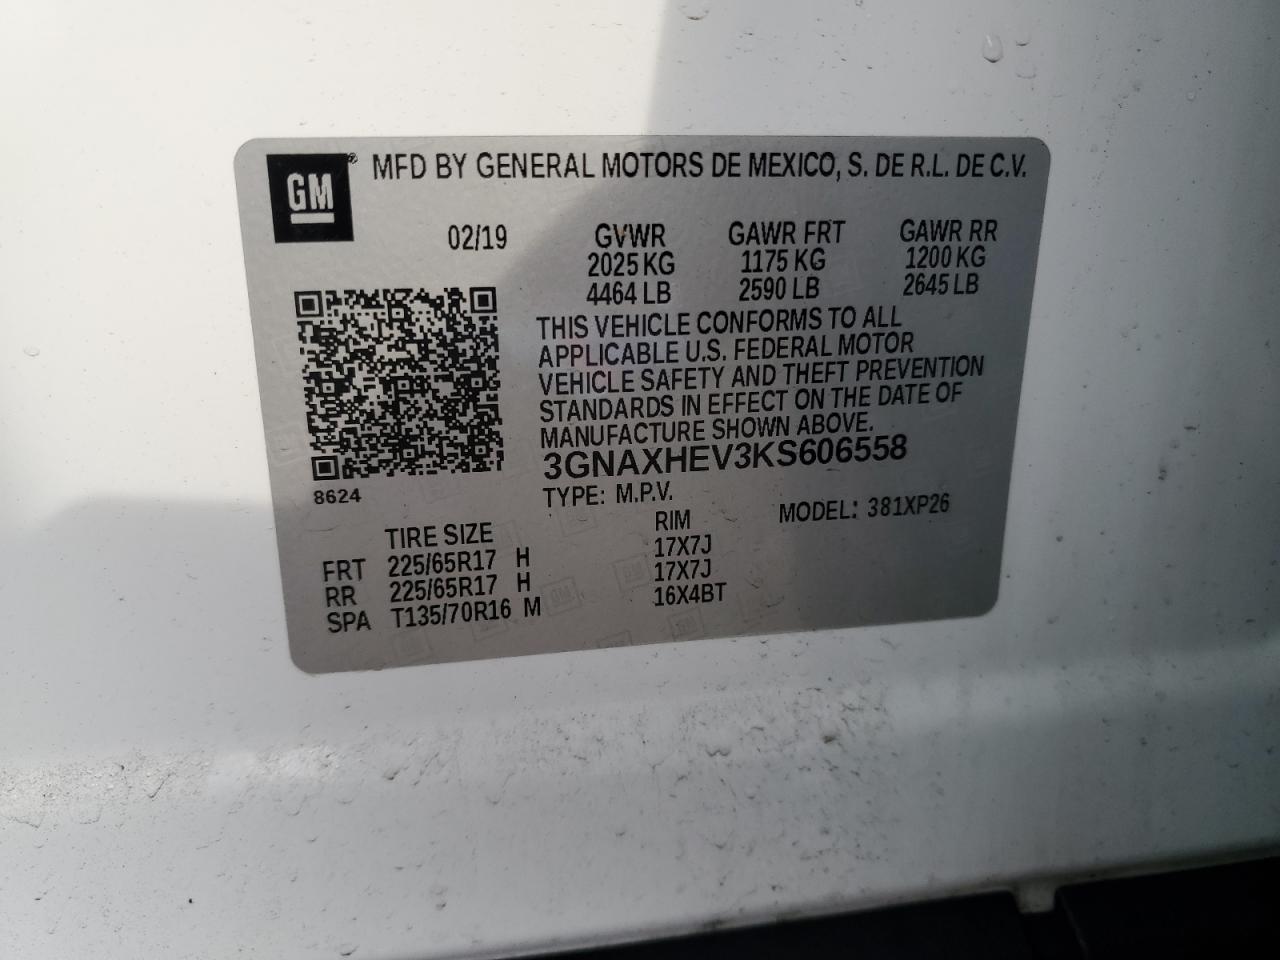 GM® MFD BY GENERAL MOTORS DE MEXICO, S. DE R.L. DE C.V.
02/19 GVWR GAWR FRT GAWR RR
2025 KG 1175 KG 1200 KG
4464 LB 2590 LB 2645 LB
THIS VEHICLE CONFORMS TO ALL
APPLICABLE U.S. FEDERAL MOTOR
VEHICLE SAFETY AND THEFT PREVENTION
STANDARDS IN EFFECT ON THE DATE OF
MANUFACTURE SHOWN ABOVE.
3GNAXHEV3KS606558
8624
TYPE: M.P.V. MODEL: 381XP26
TIRE SIZE RIM
FRT 225/65R17 H 17X7J
RR 225/65R17 H 17X7J
SPA T135/70R16 M 16X4BT